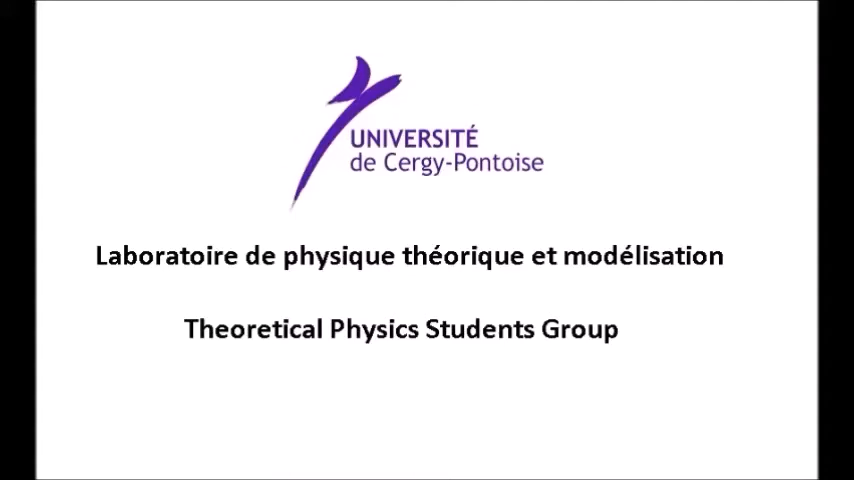 UNIVERSITÉ
de Cergy-Pontoise
Laboratoire de physique théorique et modélisation
Theoretical Physics Students Group